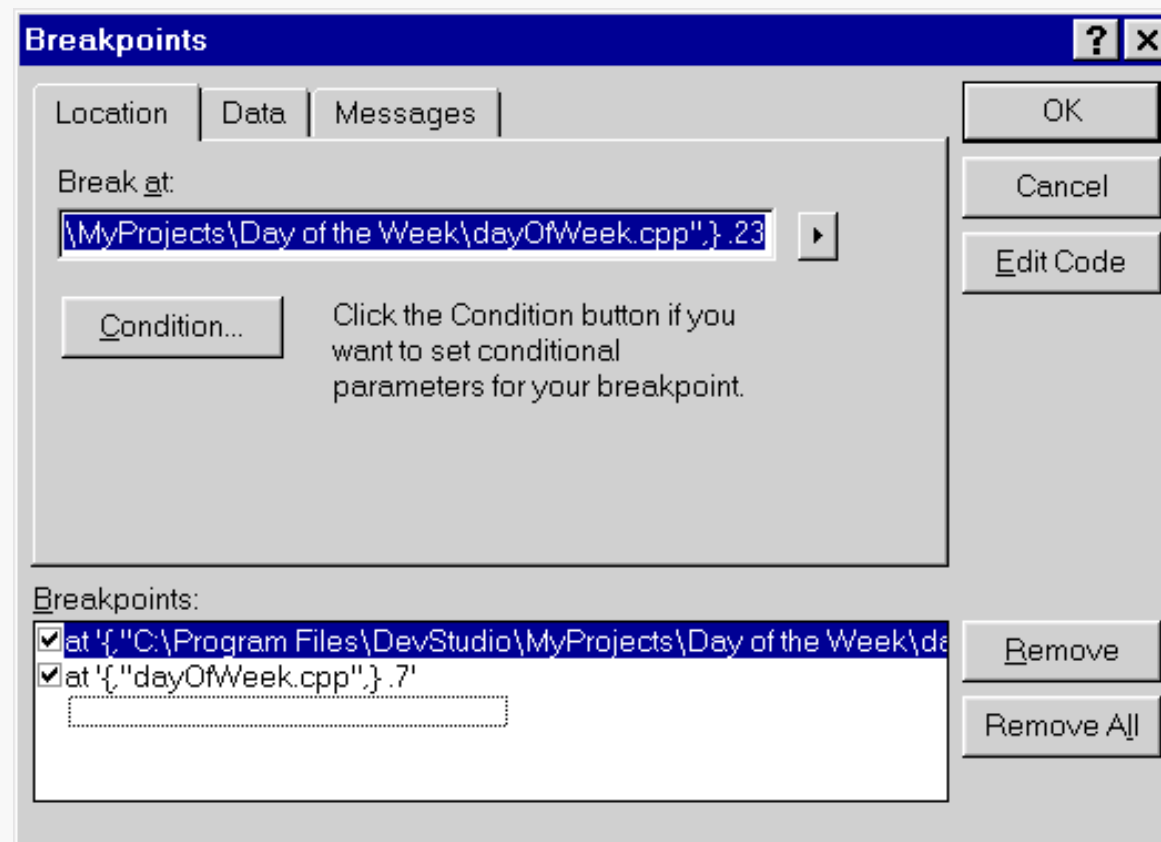 Breakpoints
Location Data Messages
OK
Break at:
Cancel
\MyProjects\Day of the Week\dayOfWeek.cpp",} .23
Edit Code
Condition...
Click the Condition button if you
want to set conditional
parameters for your breakpoint.
Breakpoints:
at '{,"C:\Program Files\DevStudio\MyProjects\Day of the Week\da
Remove
at '{,"dayOfWeek.cpp",} .7'
Remove All